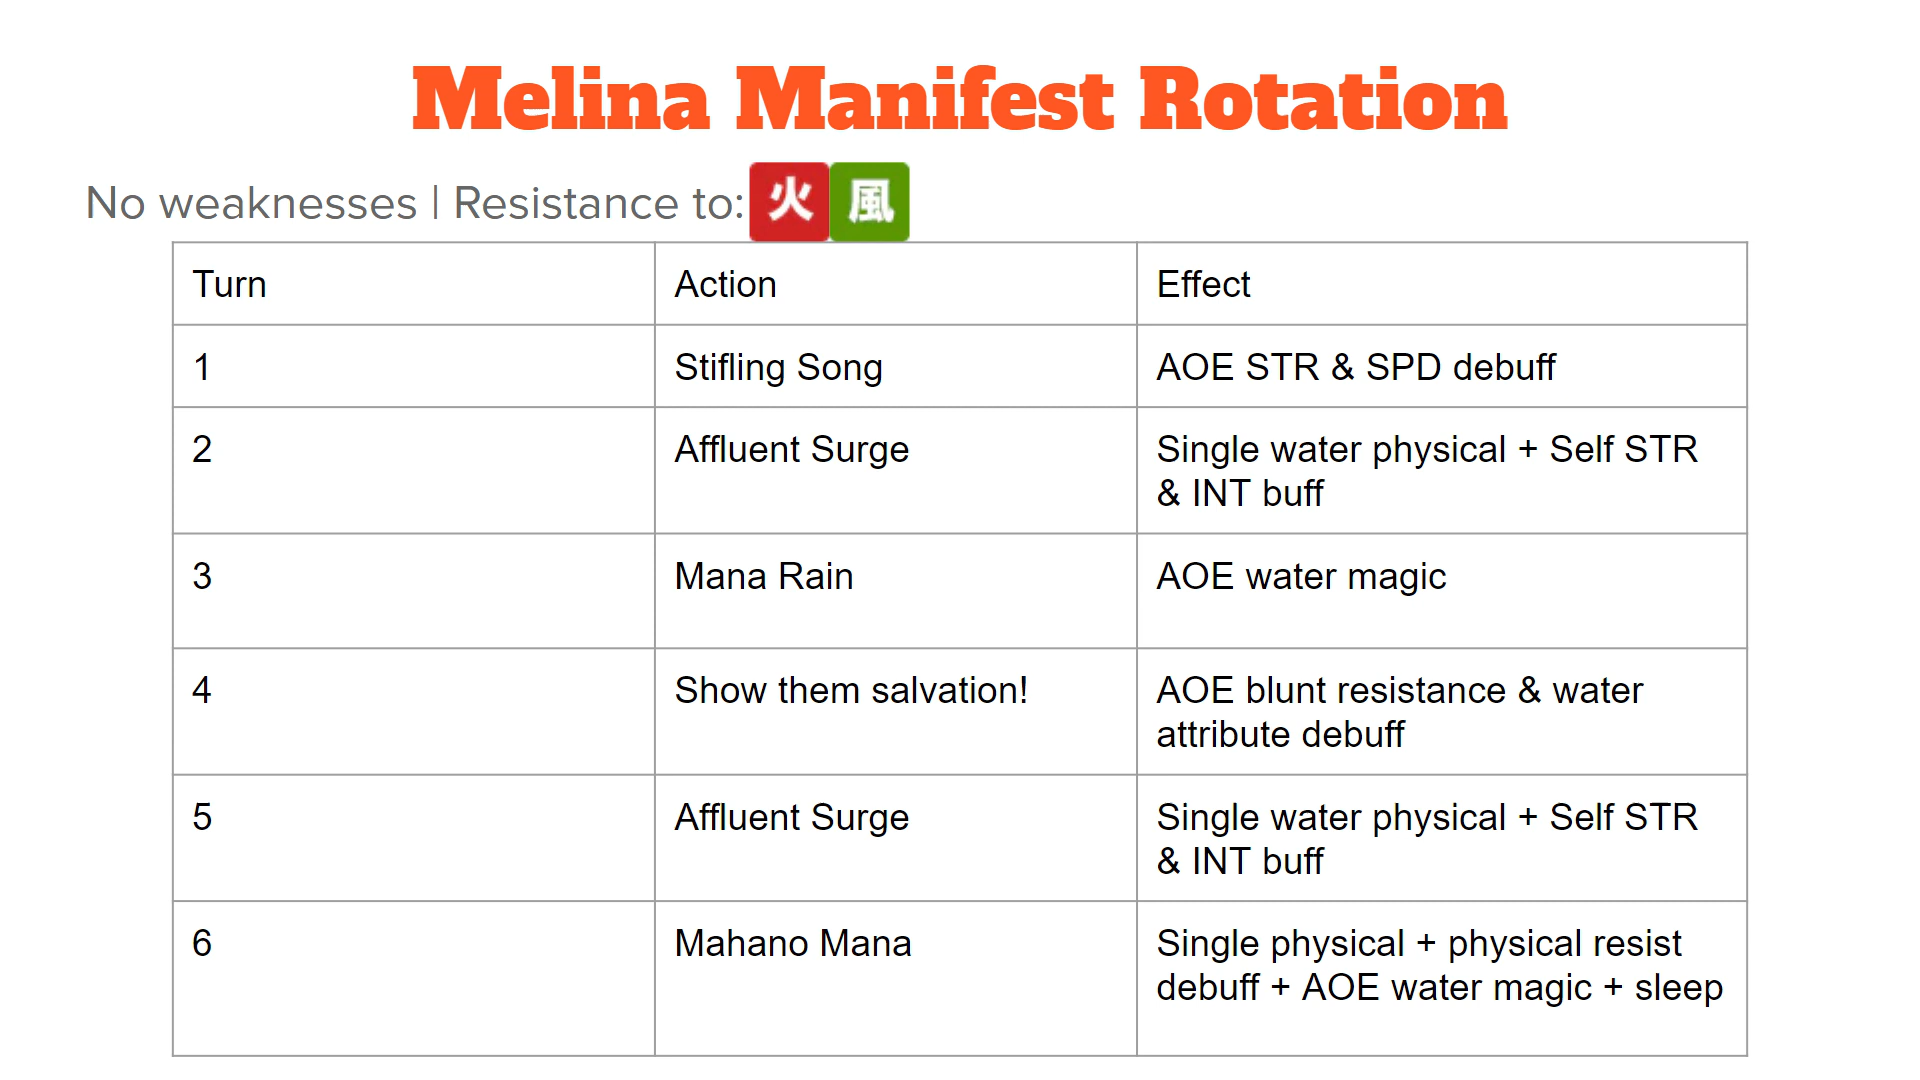 Melina Manifest Rotation
No weaknesses | Resistance to: 火 風
Turn Action Effect
1 Stifling Song AOE STR & SPD debuff
2 Affluent Surge Single water physical + Self STR
& INT buff
3 Mana Rain AOE water magic
4 Show them salvation! AOE blunt resistance & water
attribute debuff
5 Affluent Surge Single water physical + Self STR
& INT buff
6 Mahano Mana Single physical + physical resist
debuff + AOE water magic + sleep